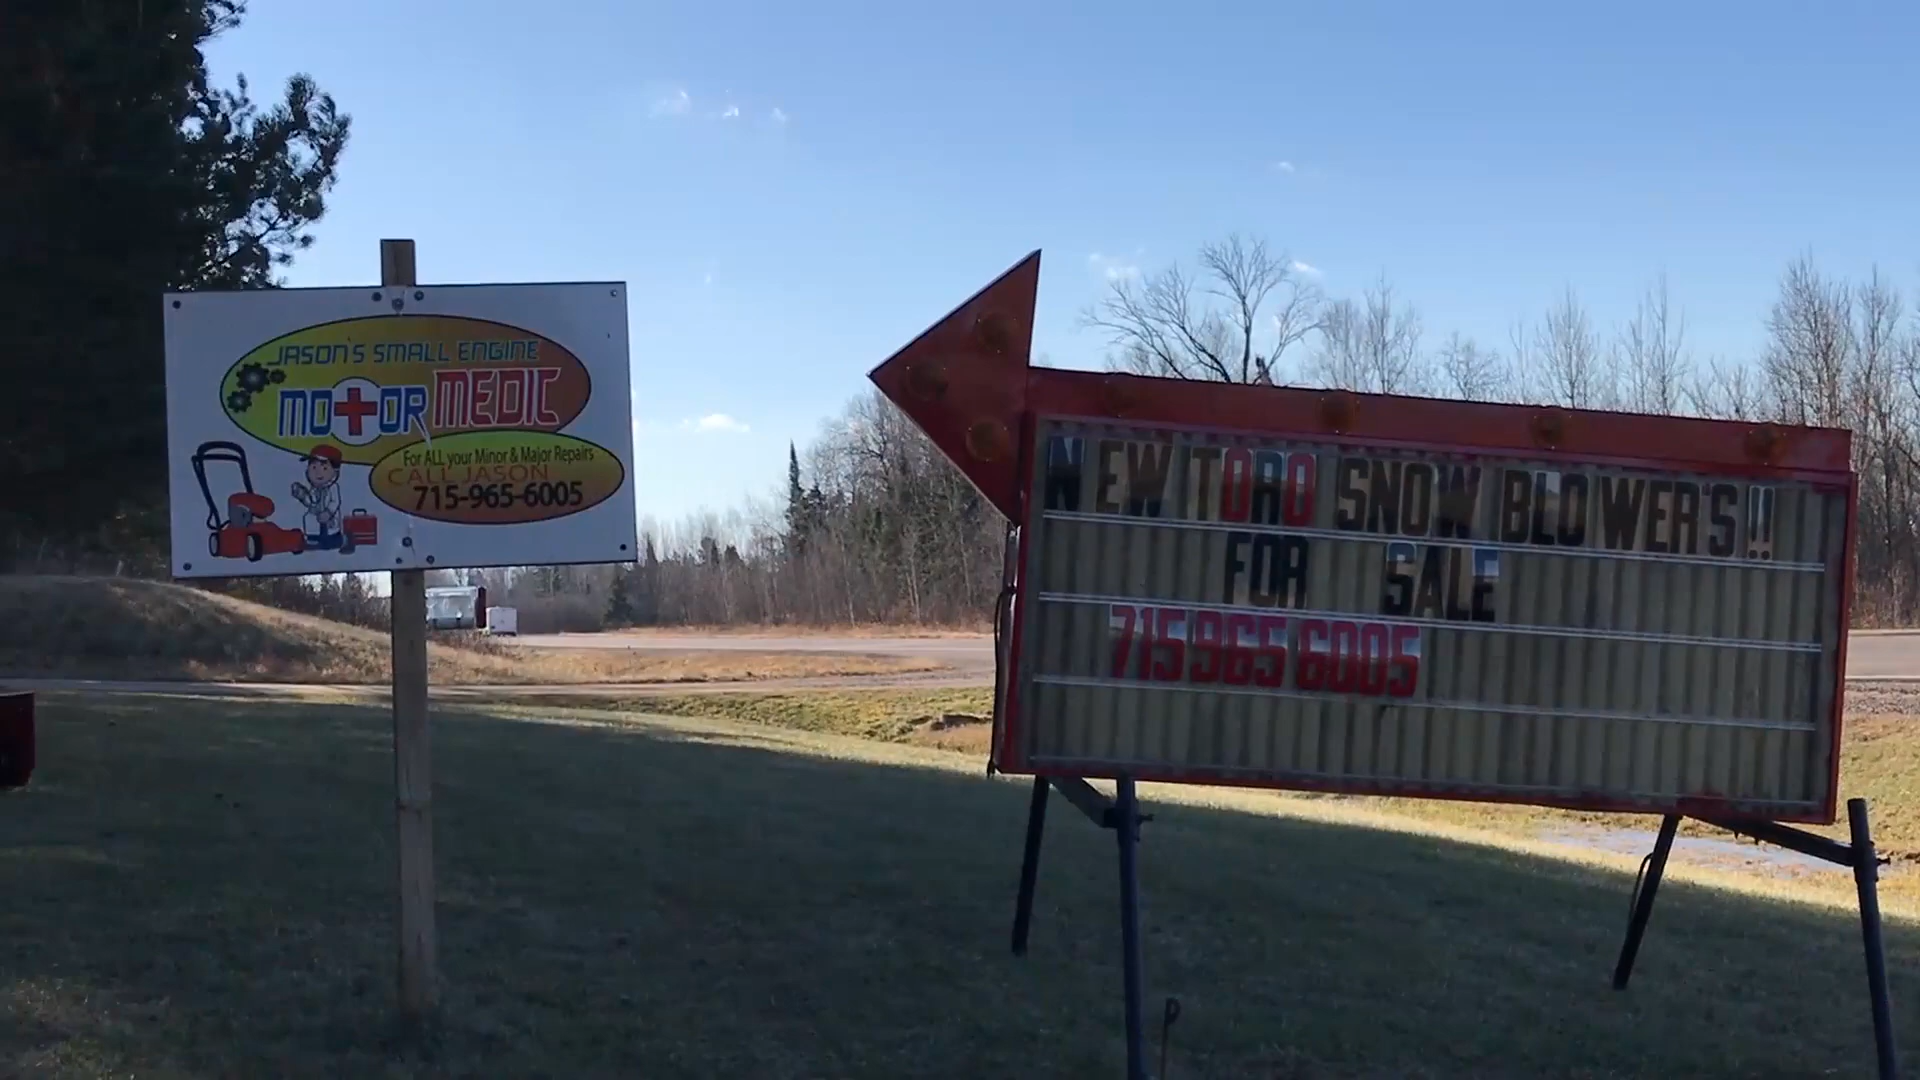 JASON'S SMALL ENGINE
MOTOR MEDIC
For ALL your Minor & Major Repairs
CALL JASON
715-965-6005
NEW TORO SNOW BLOWER'S!!
FOR SALE
715 965 6005